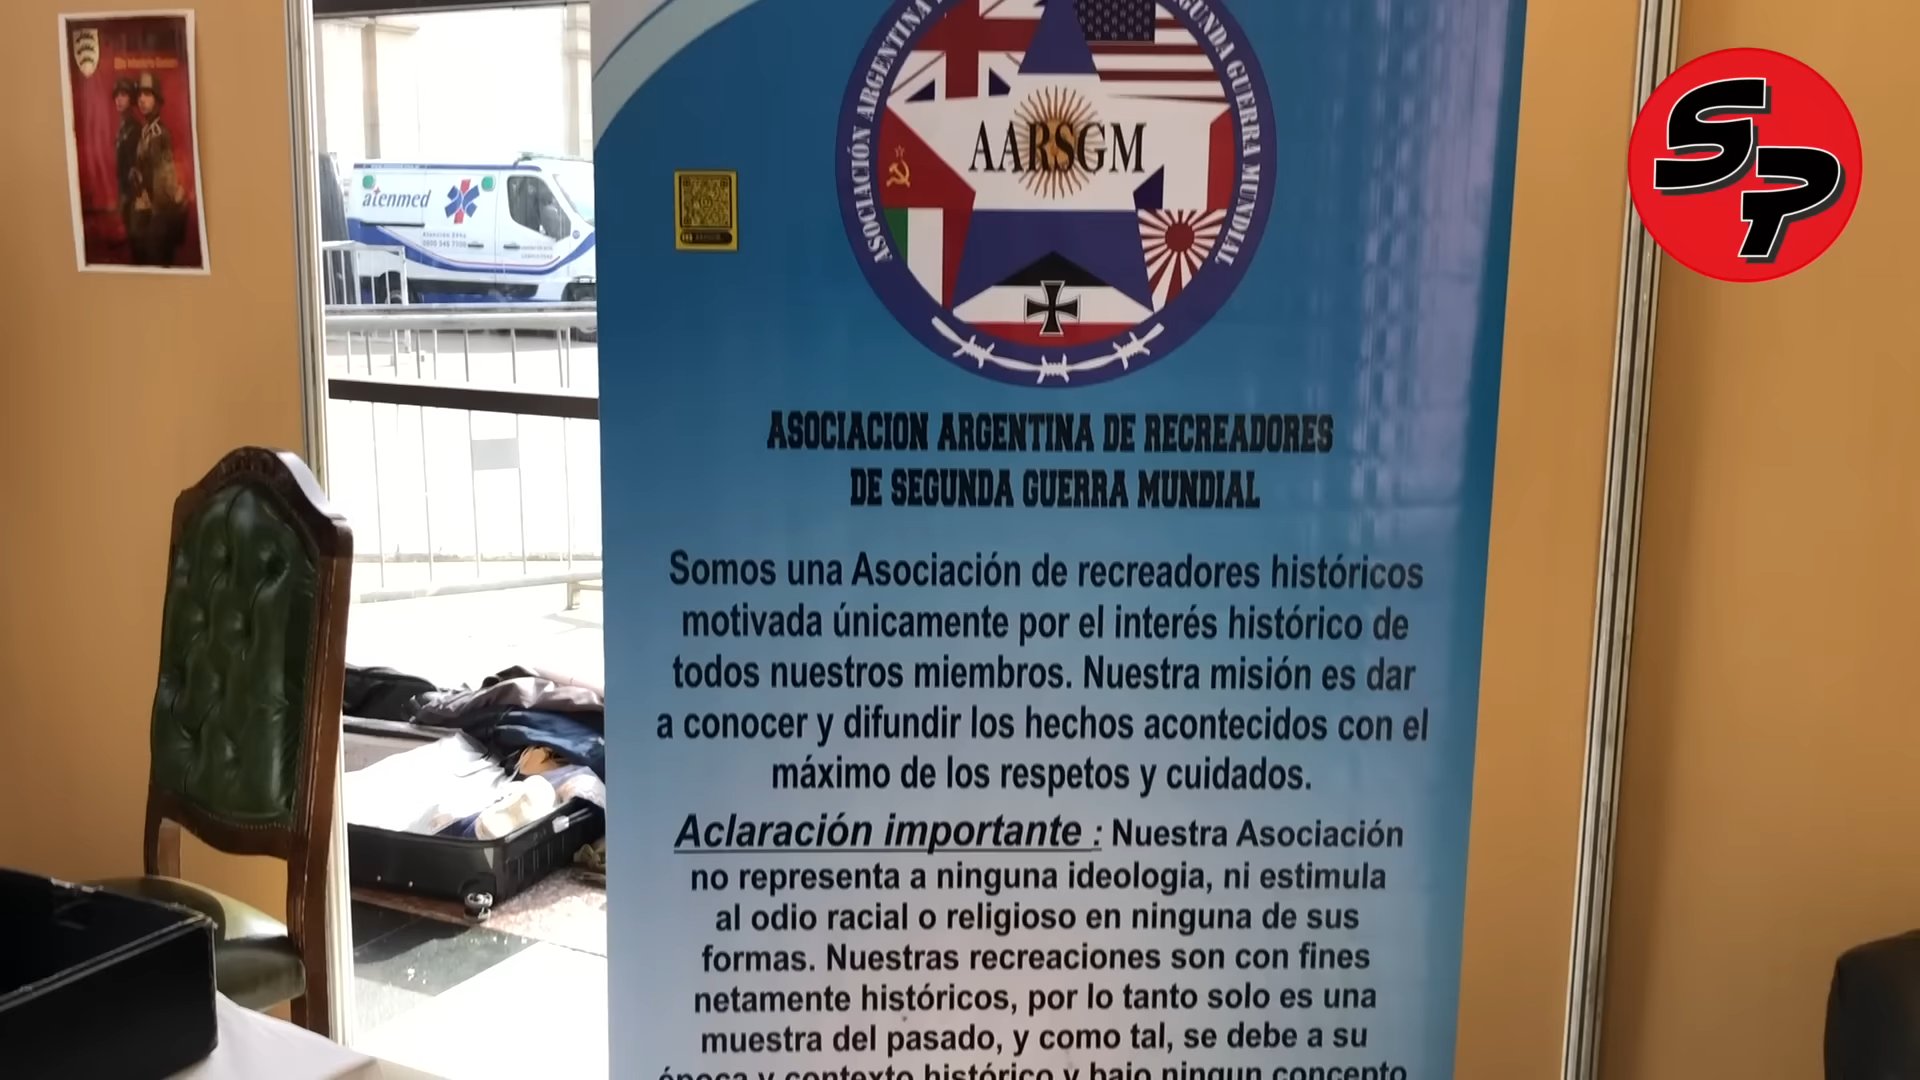 ASOCIACIÓN ARGENTINA
GUNDA GUERRA MUNDIAL
AARSGM
SP
atenmed
ASOCIACION ARGENTINA DE RECREADORES
DE SEGUNDA GUERRA MUNDIAL
Somos una Asociación de recreadores históricos
motivada únicamente por el interés histórico de
todos nuestros miembros. Nuestra misión es dar
a conocer y difundir los hechos acontecidos con el
máximo de los respetos y cuidados.
Aclaración importante : Nuestra Asociación
no representa a ninguna ideologia, ni estimula
al odio racial o religioso en ninguna de sus
formas. Nuestras recreaciones son con fines
netamente históricos, por lo tanto solo es una
muestra del pasado, y como tal, se debe a su
época y contexto histórico y bajo ningun concepto